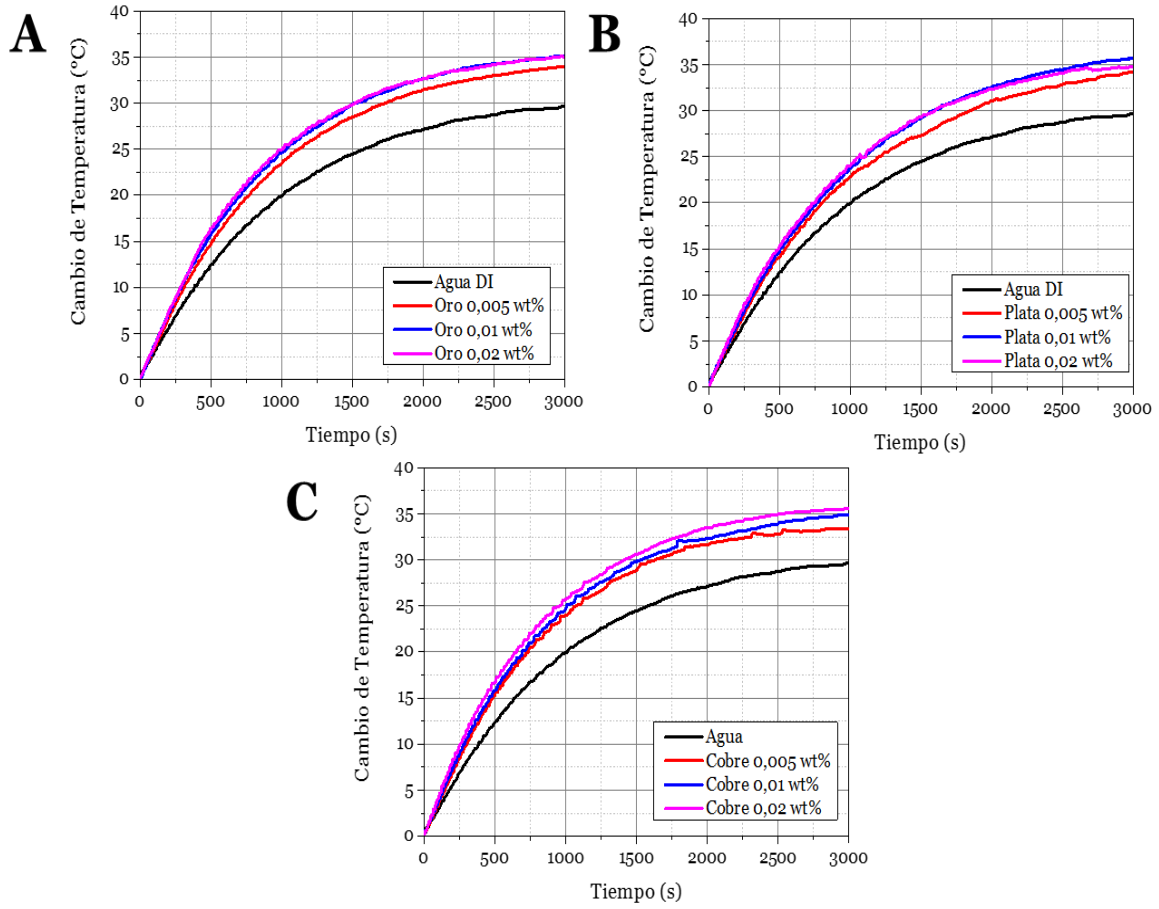 A
Cambio de Temperatura (ºC)
40
35
30
25
20
15
10
5
0
Agua DI
Oro 0,005 wt%
Oro 0,01 wt%
Oro 0,02 wt%
0 500 1000 1500 2000 2500 3000
Tiempo (s)
B
Cambio de Temperatura (ºC)
40
35
30
25
20
15
10
5
0
Agua DI
Plata 0,005 wt%
Plata 0,01 wt%
Plata 0,02 wt%
0 500 1000 1500 2000 2500 3000
Tiempo (s)
C
Cambio de Temperatura (ºC)
40
35
30
25
20
15
10
5
0
Agua
Cobre 0,005 wt%
Cobre 0,01 wt%
Cobre 0,02 wt%
0 500 1000 1500 2000 2500 3000
Tiempo (s)